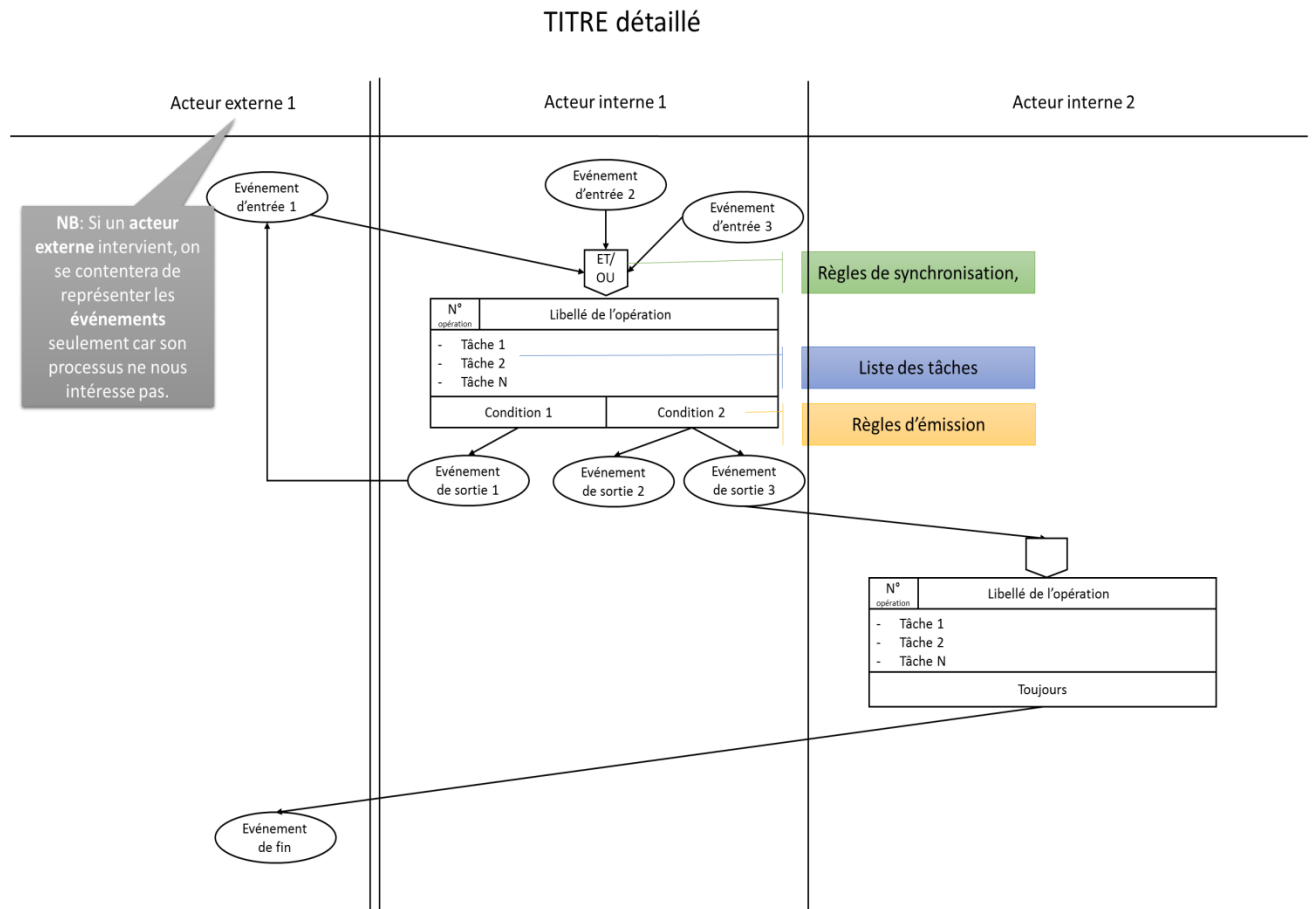 TITRE détaillé
Acteur externe 1
Acteur interne 1
Acteur interne 2
Evénement
d'entrée 1
Evénement
d'entrée 2
Evénement
d'entrée 3
NB: Si un acteur
externe intervient, on
se contentera de
représenter les
événements
seulement car son
processus ne nous
intéresse pas.
ET/
OU
Règles de synchronisation,
N°
opération
Libellé de l'opération
- Tâche 1
- Tâche 2
- Tâche N
Liste des tâches
Condition 1
Condition 2
Règles d'émission
Evénement
de sortie 1
Evénement
de sortie 2
Evénement
de sortie 3
N°
opération
Libellé de l'opération
- Tâche 1
- Tâche 2
- Tâche N
Toujours
Evénement
de fin